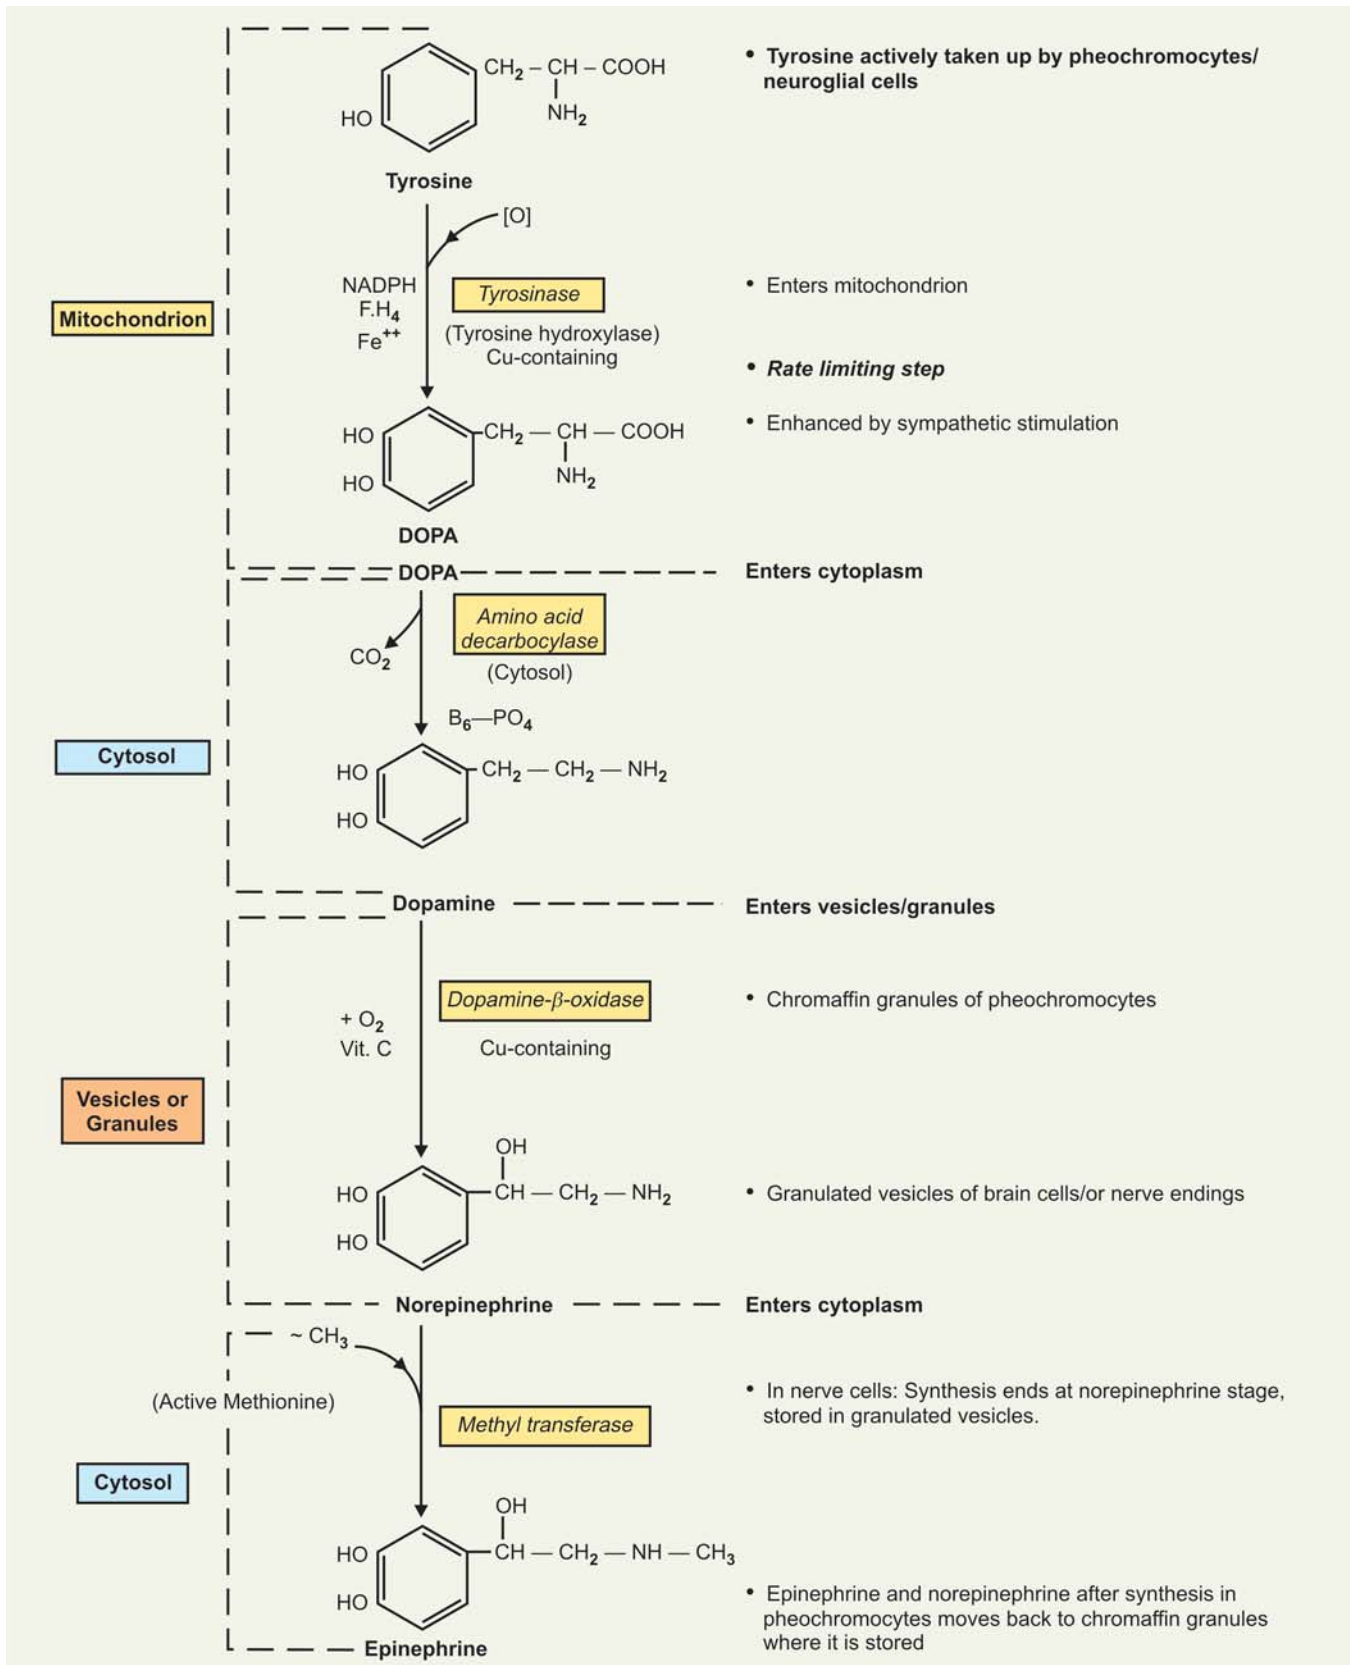 CH₂ – CH – COOH
NH₂
HO
Tyrosine
• Tyrosine actively taken up by pheochromocytes/
neuroglial cells
[O]
NADPH
F.H₄
Fe⁺⁺
Tyrosinase
(Tyrosine hydroxylase)
Cu-containing
• Enters mitochondrion
Mitochondrion
• Rate limiting step
• Enhanced by sympathetic stimulation
HO
CH₂ — CH — COOH
HO
NH₂
DOPA
DOPA
Enters cytoplasm
Amino acid
decarbocylase
(Cytosol)
CO₂
B₆—PO₄
Cytosol
HO
CH₂ — CH₂ — NH₂
HO
Dopamine
Enters vesicles/granules
Dopamine-β-oxidase
• Chromaffin granules of pheochromocytes
+ O₂
Vit. C
Cu-containing
Vesicles or
Granules
OH
HO
CH — CH₂ — NH₂
HO
• Granulated vesicles of brain cells/or nerve endings
Norepinephrine
Enters cytoplasm
~ CH₃
(Active Methionine)
Methyl transferase
• In nerve cells: Synthesis ends at norepinephrine stage,
stored in granulated vesicles.
Cytosol
OH
HO
CH — CH₂ — NH — CH₃
HO
Epinephrine
• Epinephrine and norepinephrine after synthesis in
pheochromocytes moves back to chromaffin granules
where it is stored